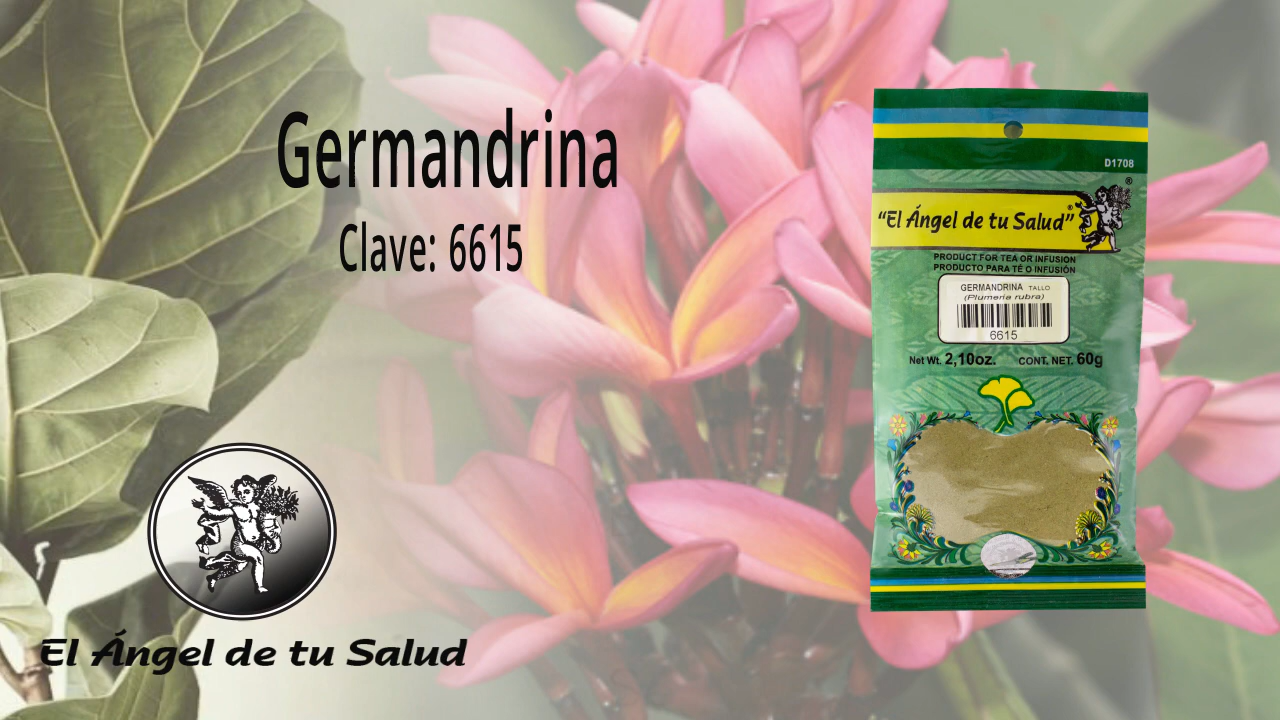 Germandrina
Clave: 6615
El Ángel de tu Salud
D1708
"El Ángel de tu Salud"®
®
PRODUCT FOR TEA OR INFUSION
PRODUCTO PARA TÉ O INFUSIÓN
GERMANDRINA TALLO
(Plumeria rubra)
6615
Net Wt. 2,10oz. CONT. NET. 60g